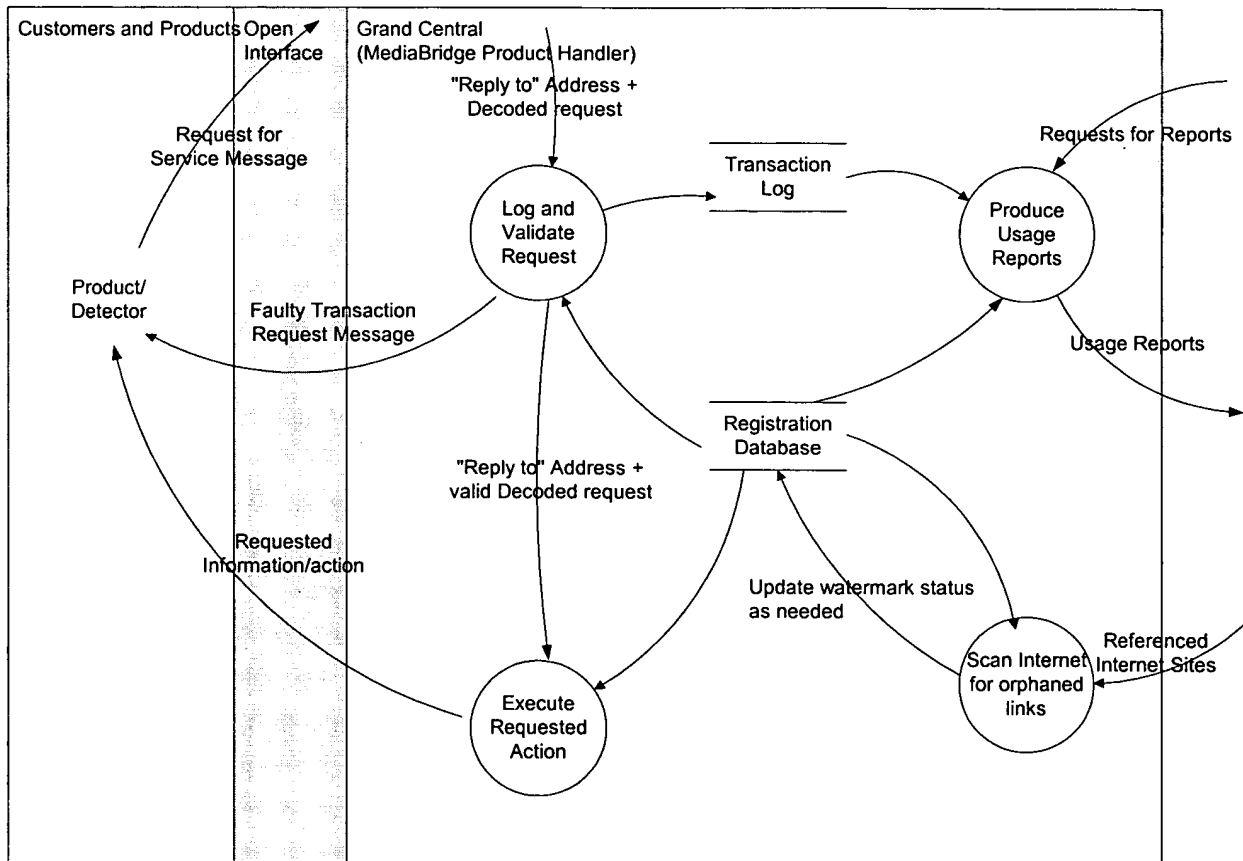 Customers and Products
Open
Interface
Grand Central
(MediaBridge Product Handler)
"Reply to" Address +
Decoded request
Request for
Service Message
Requests for Reports
Transaction
Log
Log and
Validate
Request
Produce
Usage
Reports
Product/
Detector
Faulty Transaction
Request Message
Usage Reports
Registration
Database
"Reply to" Address +
valid Decoded request
Requested
Information/action
Update watermark status
as needed
Referenced
Internet Sites
Scan Internet
for orphaned
links
Execute
Requested
Action